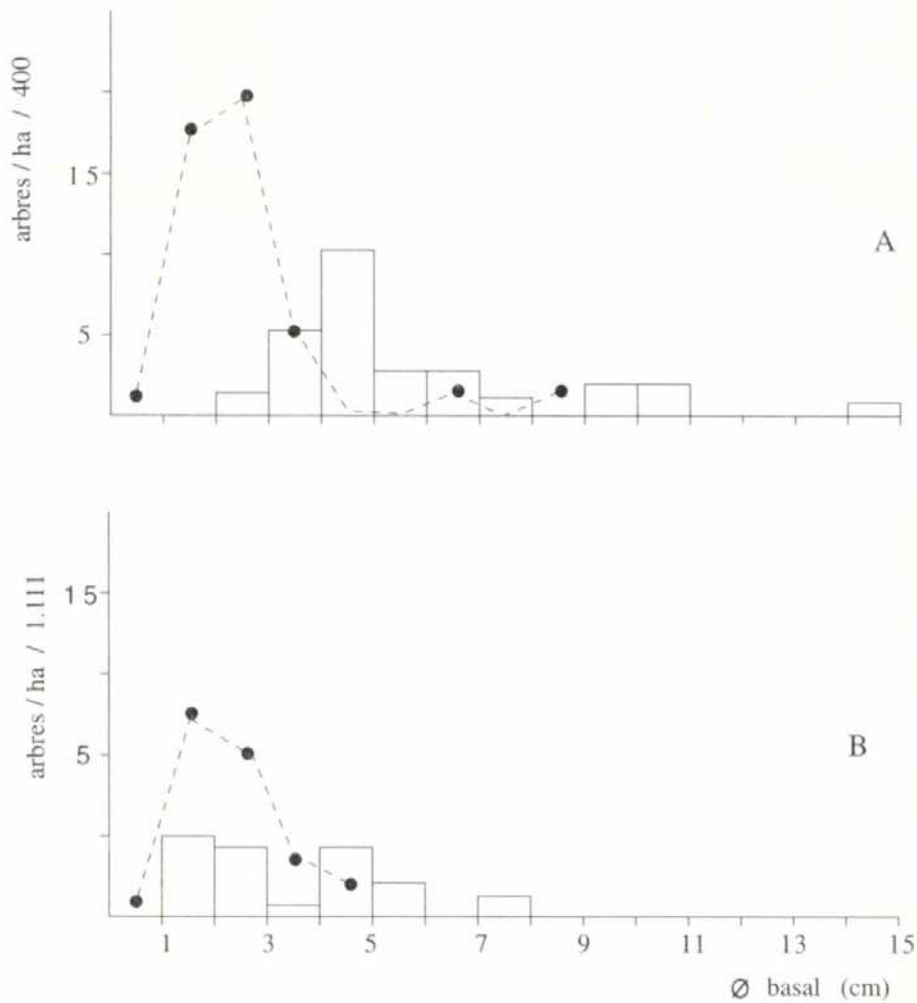 arbres / ha / 400
15
5
A
arbres / ha / 1.111
15
5
B
1 3 5 7 9 11 13 15
Ø basal (cm)